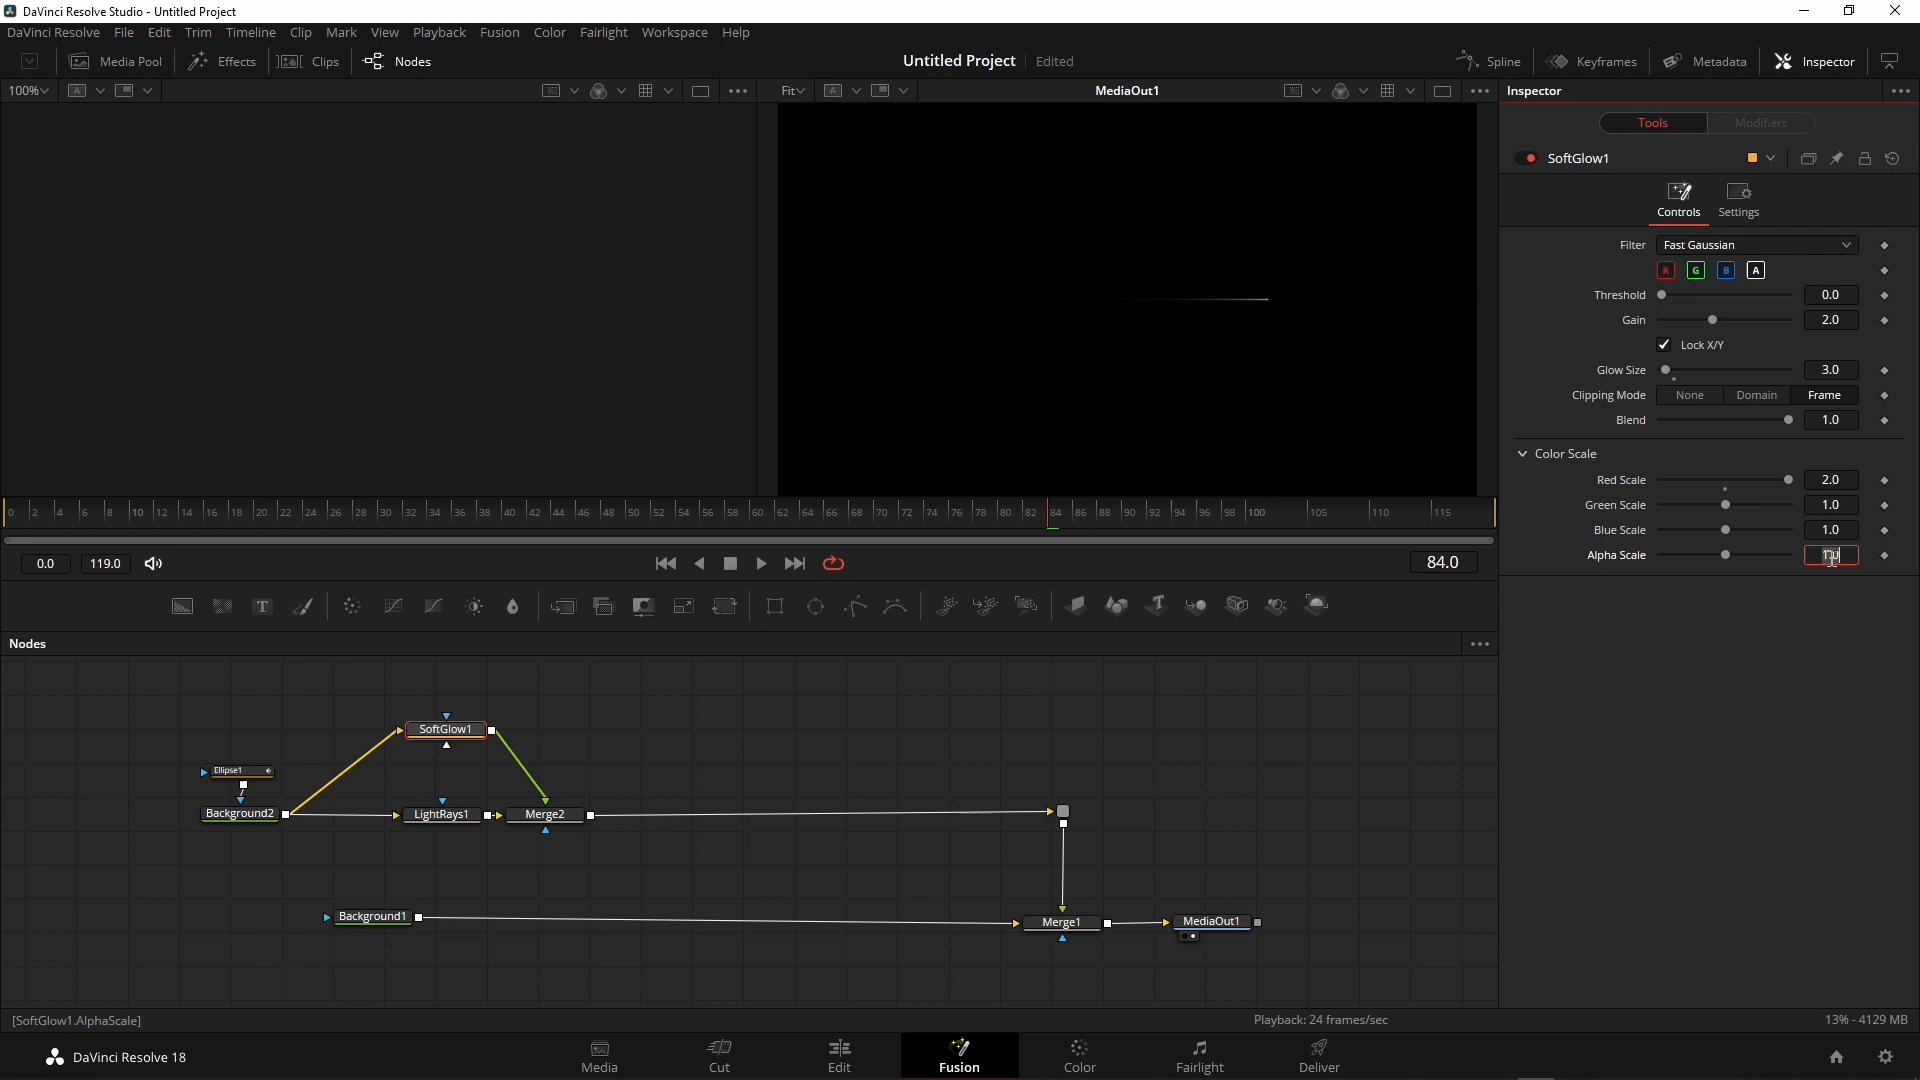 DaVinci Resolve Studio - Untitled Project
DaVinci Resolve File Edit Trim Timeline Clip Mark View Playback Fusion Color Fairlight Workspace Help
Media Pool Effects Clips Nodes Untitled Project Edited Spline Keyframes Metadata Inspector
100% A Fit A MediaOut1 Inspector
Tools Modifiers
SoftGlow1
Controls Settings
Filter Fast Gaussian
R G B A
Threshold 0.0
Gain 2.0
Lock X/Y
Glow Size 3.0
Clipping Mode None Domain Frame
Blend 1.0
Color Scale
Red Scale 2.0
Green Scale 1.0
Blue Scale 1.0
Alpha Scale 1.0
0 2 4 6 8 10 12 14 16 18 20 22 24 26 28 30 32 34 36 38 40 42 44 46 48 50 52 54 56 58 60 62 64 66 68 70 72 74 76 78 80 82 84 86 88 90 92 94 96 98 100 105 110 115
0.0 119.0 84.0
T T
Nodes
SoftGlow1
Ellipse1
Background2 LightRays1 Merge2
Background1 Merge1 MediaOut1
[SoftGlow1.AlphaScale] Playback: 24 frames/sec 13% - 4129 MB
DaVinci Resolve 18 Media Cut Edit Fusion Color Fairlight Deliver